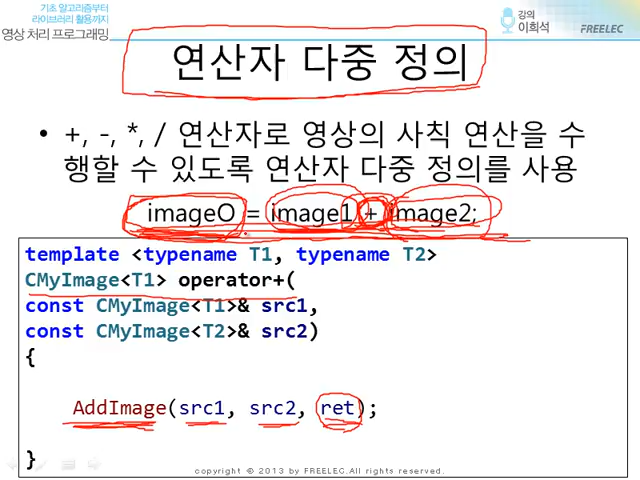 기초 알고리즘부터
라이브러리 활용까지
영상 처리 프로그래밍
강의
이희석
FREELEC
연산자 다중 정의
• +, -, *, / 연산자로 영상의 사칙 연산을 수
행할 수 있도록 연산자 다중 정의를 사용
imageO = image1 + image2;
template <typename T1, typename T2>
CMyImage<T1> operator+(
const CMyImage<T1>& src1,
const CMyImage<T2>& src2)
{
AddImage(src1, src2, ret);
}
copyright ⓒ 2013 by FREELEC.All rights reserved.